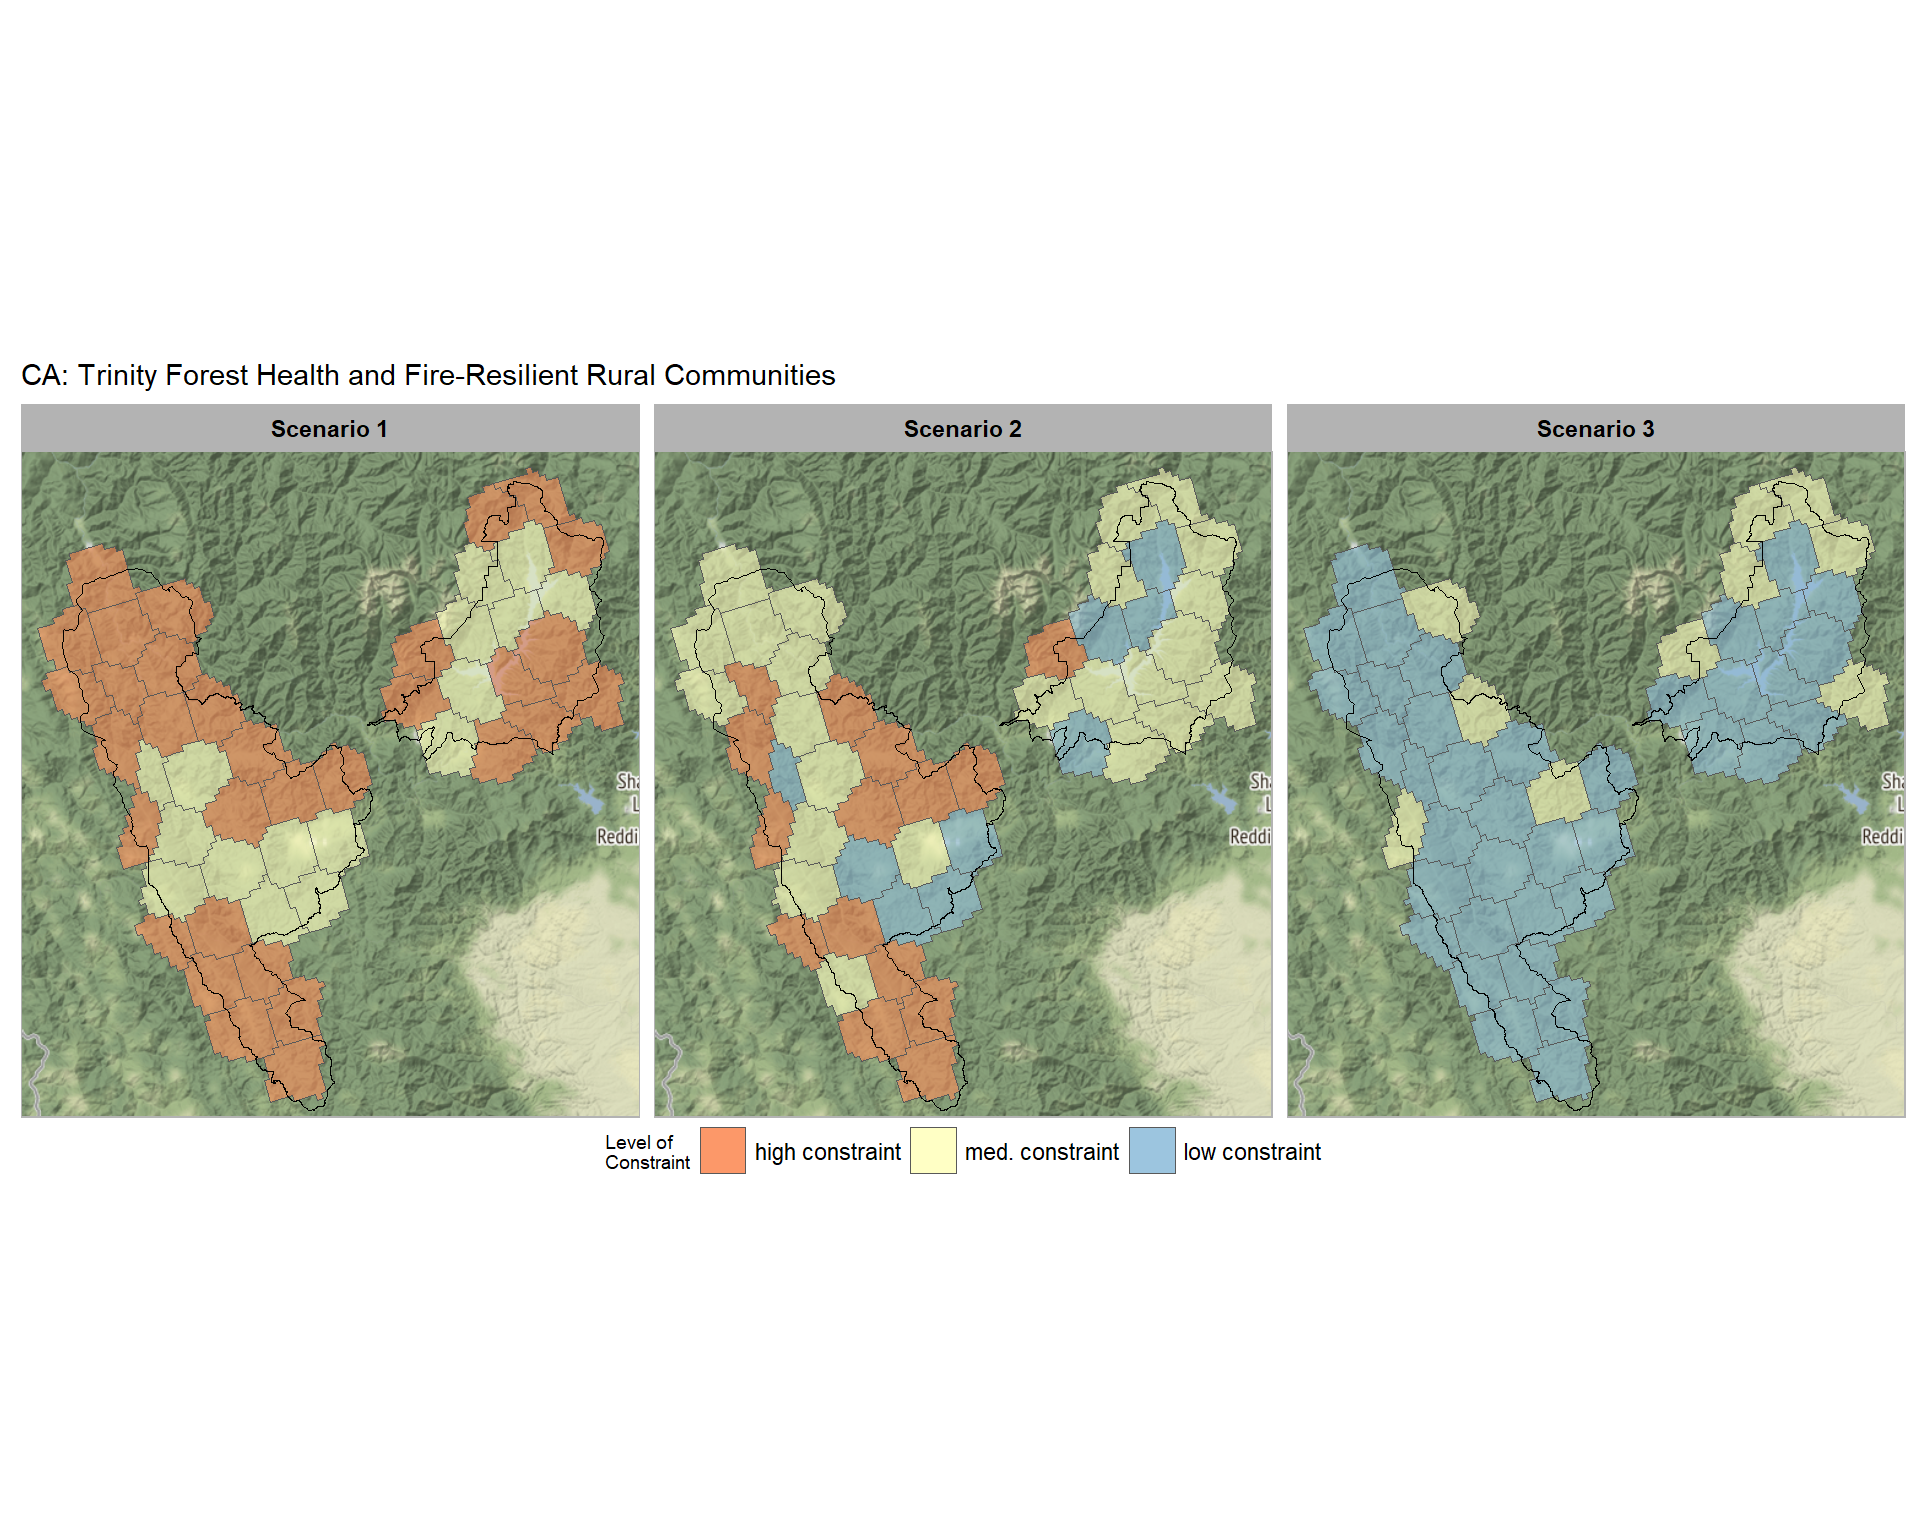 CA: Trinity Forest Health and Fire-Resilient Rural Communities
Scenario 1
Scenario 2
Scenario 3
Sha
L
Reddi
Sha
L
Reddi
Sha
L
Reddi
Level of
Constraint
high constraint
med. constraint
low constraint